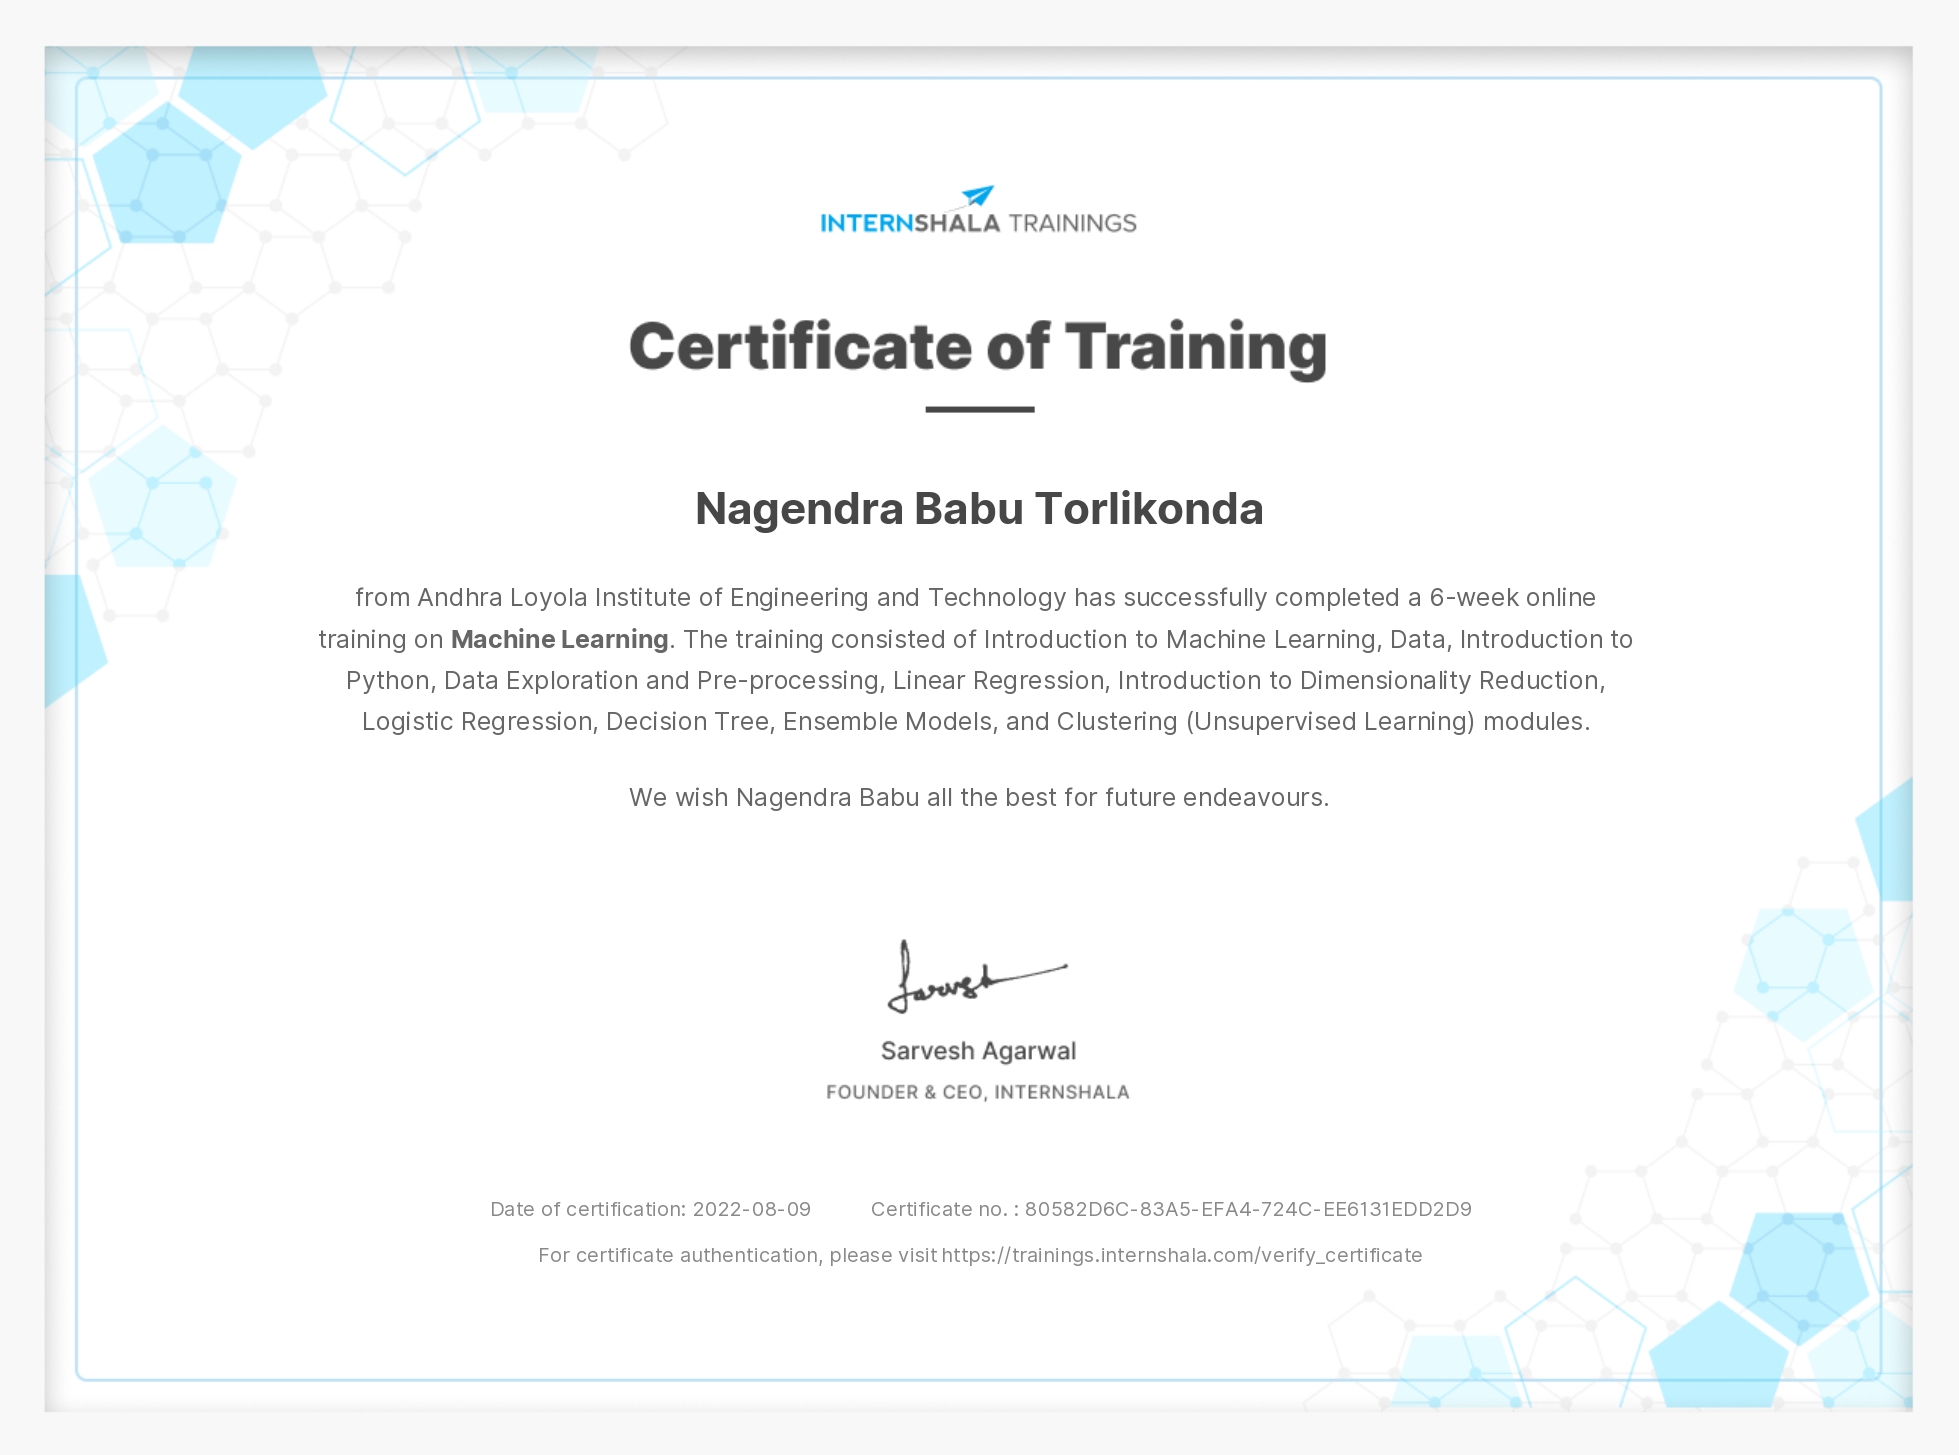 INTERNSHALA TRAININGS
Certificate of Training
Nagendra Babu Torlikonda
from Andhra Loyola Institute of Engineering and Technology has successfully completed a 6-week online
training on Machine Learning. The training consisted of Introduction to Machine Learning, Data, Introduction to
Python, Data Exploration and Pre-processing, Linear Regression, Introduction to Dimensionality Reduction,
Logistic Regression, Decision Tree, Ensemble Models, and Clustering (Unsupervised Learning) modules.
We wish Nagendra Babu all the best for future endeavours.
Sarvesh
Sarvesh Agarwal
FOUNDER & CEO, INTERNSHALA
Date of certification: 2022-08-09 Certificate no. : 80582D6C-83A5-EFA4-724C-EE6131EDD2D9
For certificate authentication, please visit https://trainings.internshala.com/verify_certificate